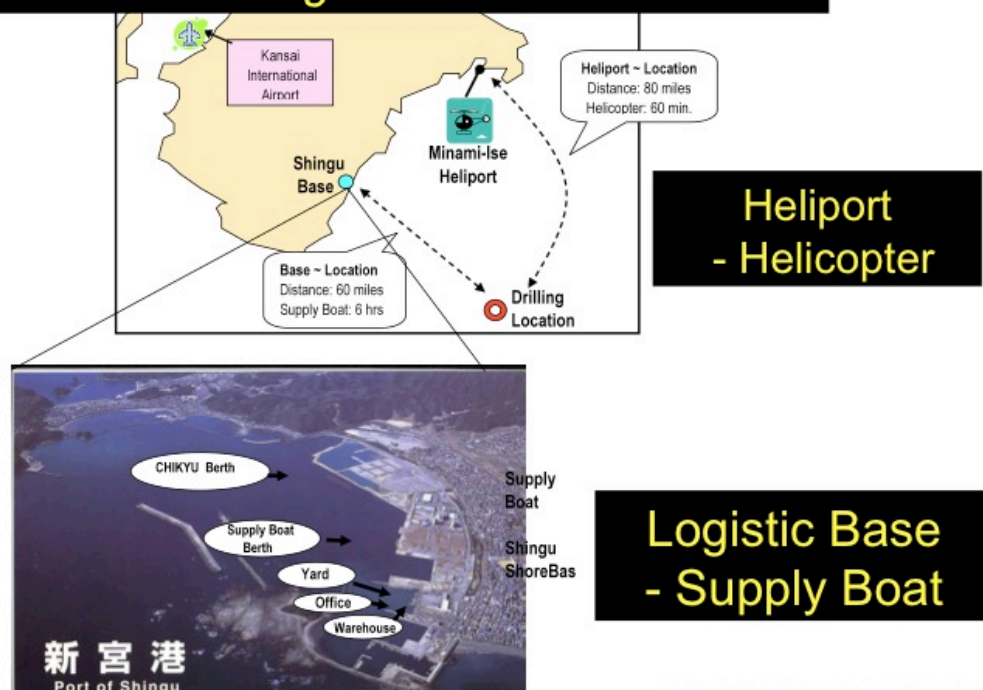 Kansai
International
Airport
Heliport ~ Location
Distance: 80 miles
Helicopter: 60 min.
Minami-Ise
Heliport
Shingu
Base
Base ~ Location
Distance: 60 miles
Supply Boat: 6 hrs
Drilling
Location
Heliport
- Helicopter
CHIKYU Berth
Supply Boat
Berth
Yard
Office
Warehouse
Supply
Boat
Shingu
ShoreBas
新宮港
Port of Shingu
Logistic Base
- Supply Boat